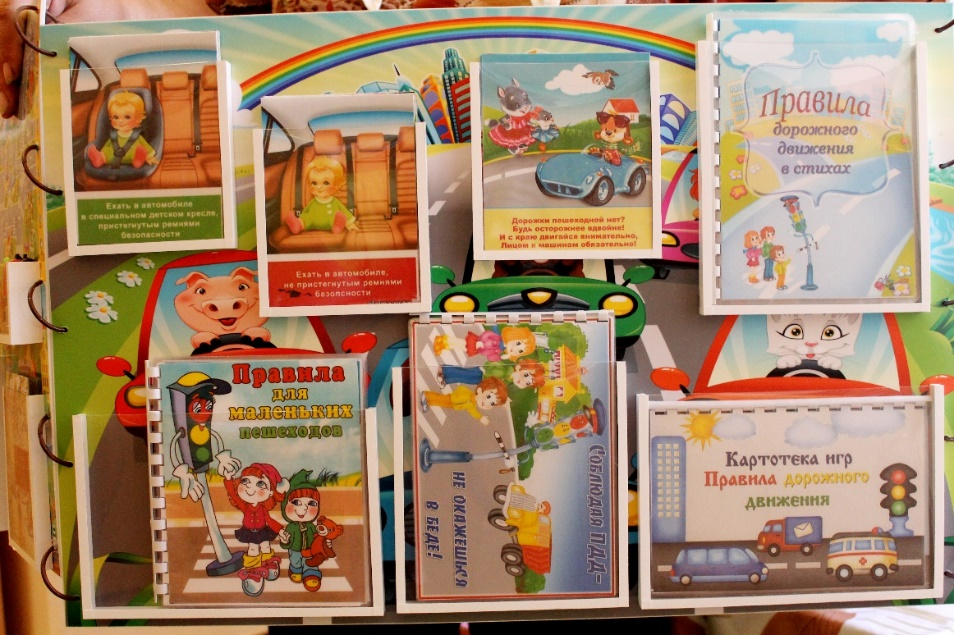 Ехать в автомобиле
в специальном детском кресле,
пристегнутым ремнями
безопасности
Ехать в автомобиле,
не пристегнутым ремнями
безопсности
Дорожки пешеходной нет?
Будь осторожнее вдвойне!
И с краю двигайся внимательно,
Лицом к машинам обязательно!
Правила
дорожного
движения
в стихах
Правила
для
маленьких
пешеходов
Соблюдая ПДД-
не окажешься
в беде!
Картотека игр
Правила дорожного
движения